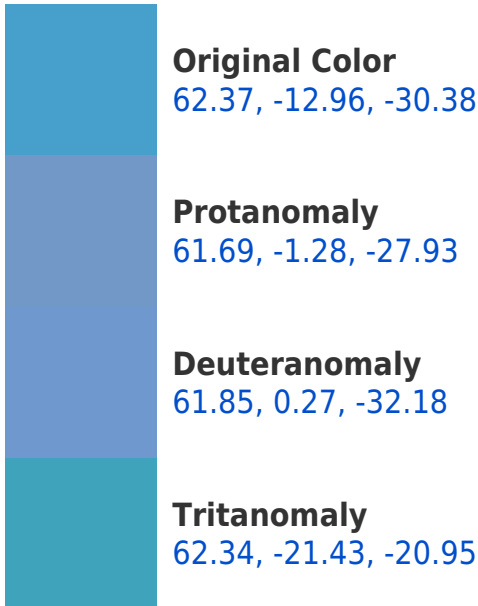 Original Color
62.37, -12.96, -30.38
Protanomaly
61.69, -1.28, -27.93
Deuteranomaly
61.85, 0.27, -32.18
Tritanomaly
62.34, -21.43, -20.95